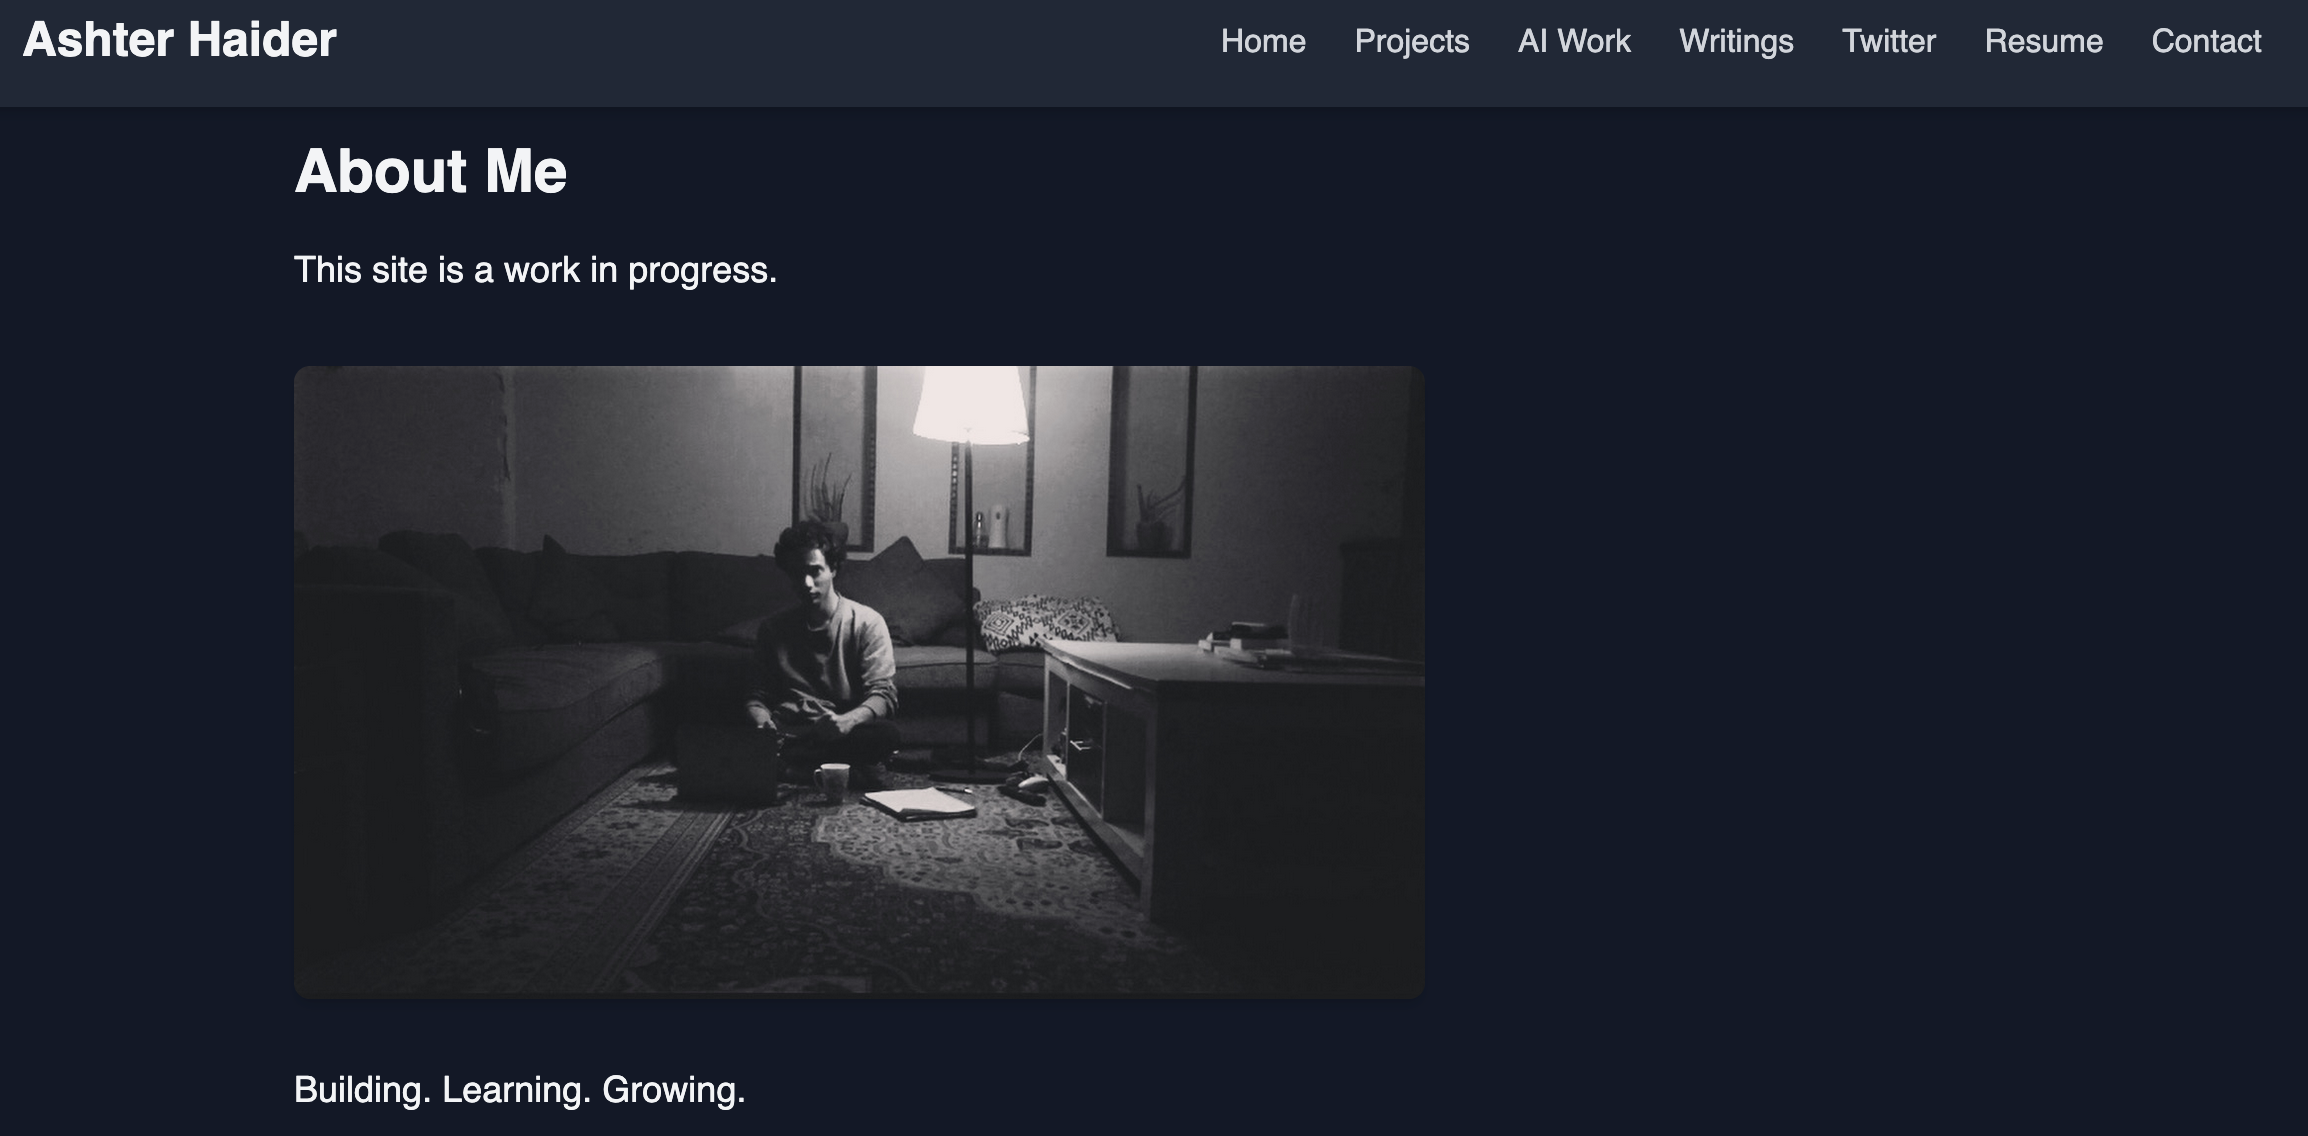 Ashter Haider
Home Projects AI Work Writings Twitter Resume Contact
About Me
This site is a work in progress.
Building. Learning. Growing.